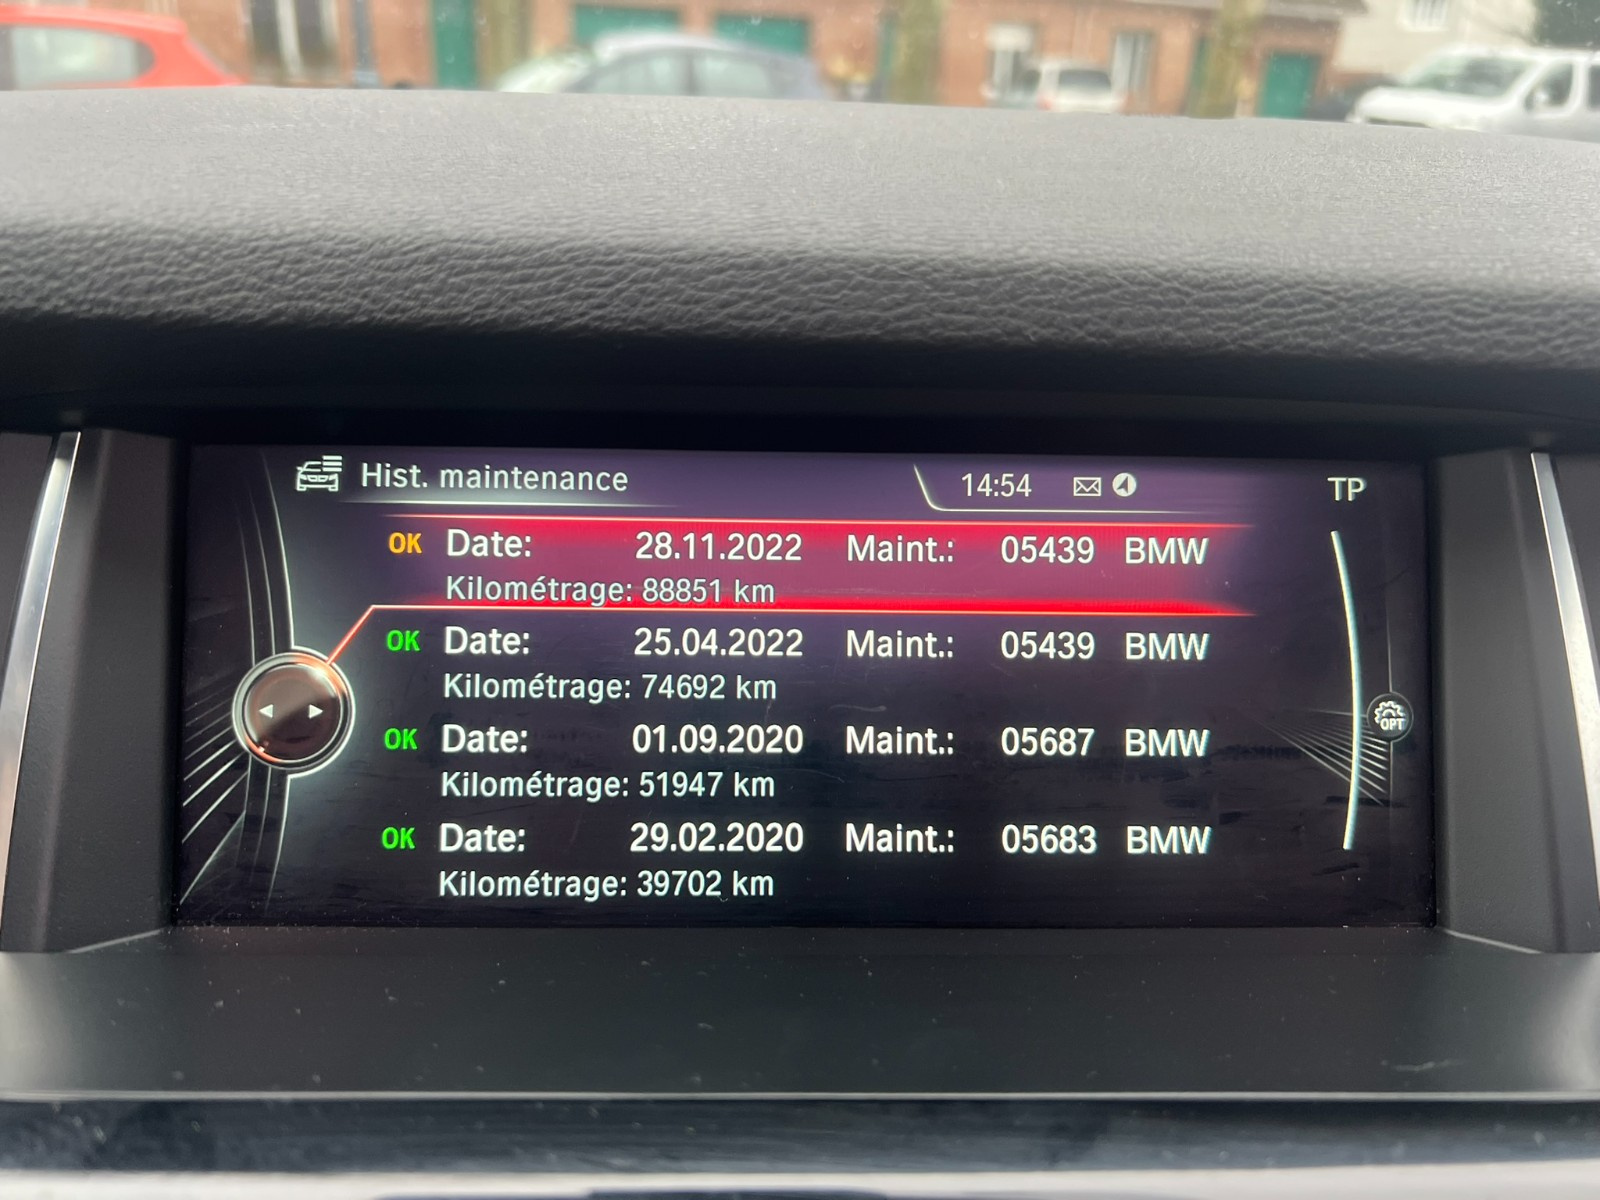 Hist. maintenance 14:54 TP
OK Date: 28.11.2022 Maint.: 05439 BMW
Kilométrage: 88851 km
OK Date: 25.04.2022 Maint.: 05439 BMW
Kilométrage: 74692 km
OK Date: 01.09.2020 Maint.: 05687 BMW
OPT
Kilométrage: 51947 km
OK Date: 29.02.2020 Maint.: 05683 BMW
Kilométrage: 39702 km